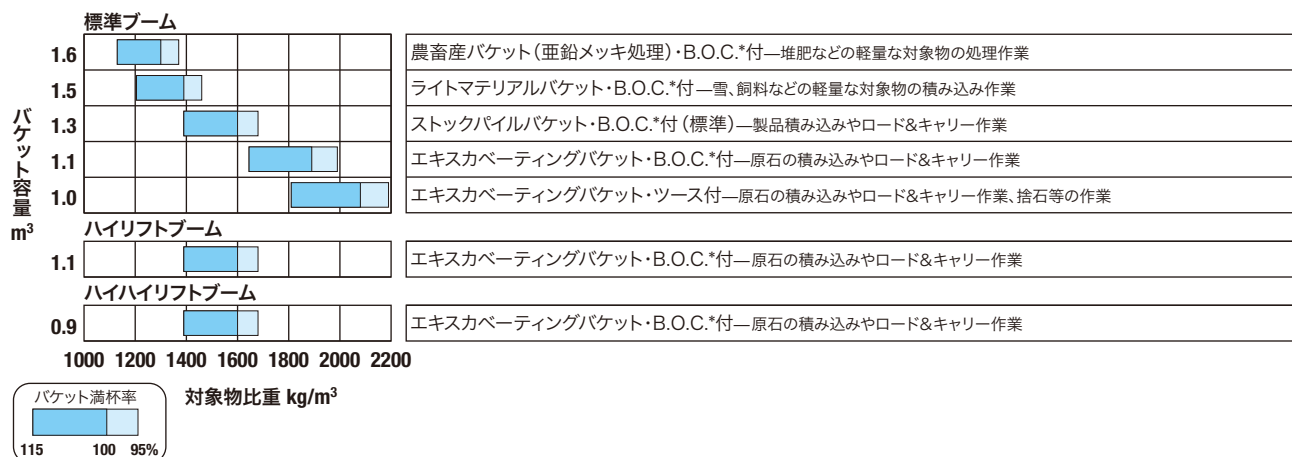 標準ブーム
1.6 農畜産バケット(亜鉛メッキ処理)・B.O.C.*付—堆肥などの軽量な対象物の処理作業
1.5 ライトマテリアルバケット・B.O.C.*付—雪、飼料などの軽量な対象物の積み込み作業
1.3 ストックパイルバケット・B.O.C.*付(標準)—製品積み込みやロード&キャリー作業
1.1 エキスカベーティングバケット・B.O.C.*付—原石の積み込みやロード&キャリー作業
1.0 エキスカベーティングバケット・ツース付—原石の積み込みやロード&キャリー作業、捨石等の作業
バケット容量 m³
ハイリフトブーム
1.1 エキスカベーティングバケット・B.O.C.*付—原石の積み込みやロード&キャリー作業
ハイハイリフトブーム
0.9 エキスカベーティングバケット・B.O.C.*付—原石の積み込みやロード&キャリー作業
1000 1200 1400 1600 1800 2000 2200
対象物比重 kg/m³
バケット満杯率
115 100 95%